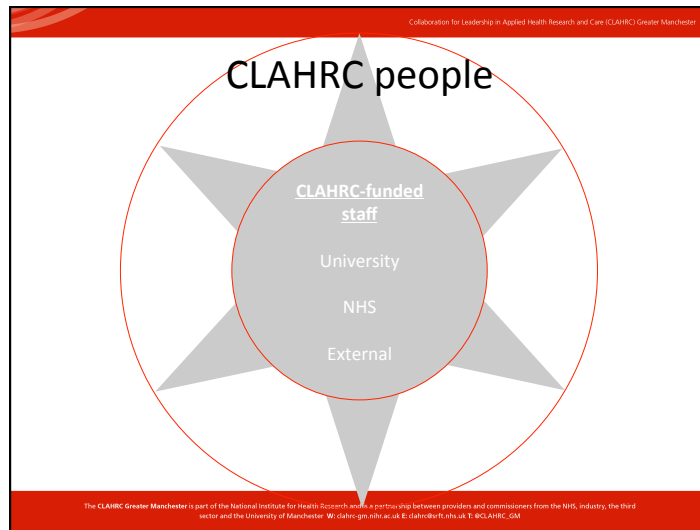 Collaboration for Leadership in Applied Health Research and Care (CLAHRC) Greater Manchester
CLAHRC people
CLAHRC-funded
staff
University
NHS
External
The CLAHRC Greater Manchester is part of the National Institute for Health Research and is a partnership between providers and commissioners from the NHS, industry, the third
sector and the University of Manchester W: clahrc-gm.nihr.ac.uk E: clahrc@srft.nhs.uk T: @CLAHRC_GM